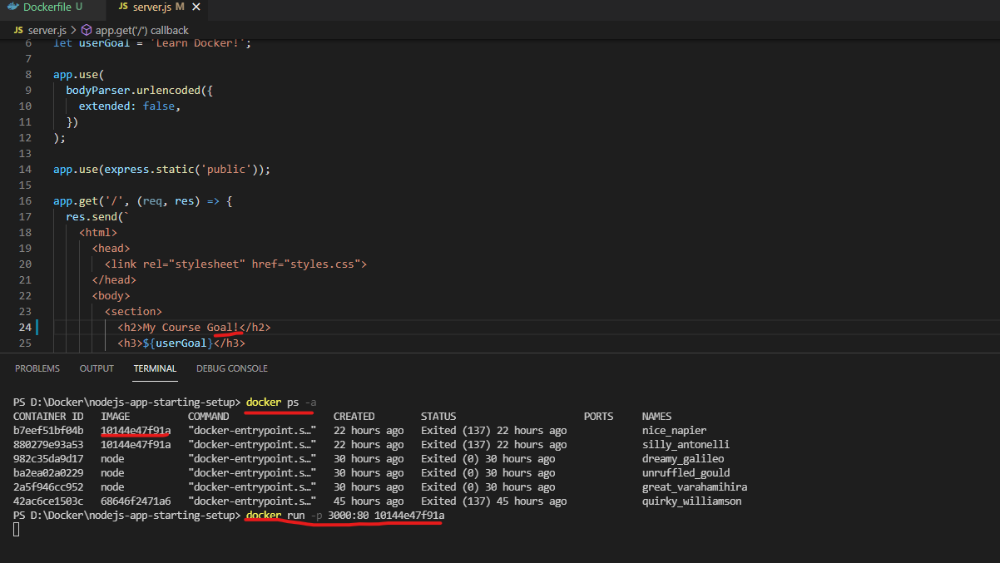 Dockerfile U JS server.js M ✕
JS server.js > app.get('/') callback
6 let userGoal = 'Learn Docker!';
7
8 app.use(
9 bodyParser.urlencoded({
10 extended: false,
11 })
12 );
13
14 app.use(express.static('public'));
15
16 app.get('/', (req, res) => {
17 res.send(`
18 <html>
19 <head>
20 <link rel="stylesheet" href="styles.css">
21 </head>
22 <body>
23 <section>
24 <h2>My Course Goal!</h2>
25 <h3>${userGoal}</h3>
PROBLEMS OUTPUT TERMINAL DEBUG CONSOLE
PS D:\Docker\nodejs-app-starting-setup> docker ps -a
CONTAINER ID IMAGE COMMAND CREATED STATUS PORTS NAMES
b7eef51bf04b 10144e47f91a "docker-entrypoint.s…" 22 hours ago Exited (137) 22 hours ago nice_napier
880279e93a53 10144e47f91a "docker-entrypoint.s…" 22 hours ago Exited (137) 22 hours ago silly_antonelli
982c35da9d17 node "docker-entrypoint.s…" 30 hours ago Exited (0) 30 hours ago dreamy_galileo
ba2ea02a0229 node "docker-entrypoint.s…" 30 hours ago Exited (0) 30 hours ago unruffled_gould
2a5f946cc952 node "docker-entrypoint.s…" 30 hours ago Exited (0) 30 hours ago great_varahamihira
42ac6ce1503c 68646f2471a6 "docker-entrypoint.s…" 45 hours ago Exited (137) 45 hours ago quirky_williamson
PS D:\Docker\nodejs-app-starting-setup> docker run -p 3000:80 10144e47f91a